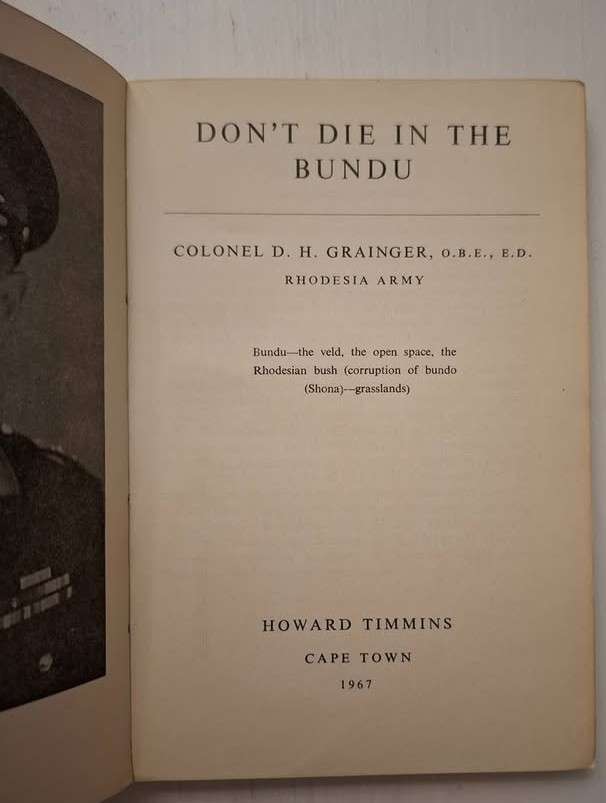 DON'T DIE IN THE
BUNDU
COLONEL D. H. GRAINGER, O.B.E., E.D.
RHODESIA ARMY
Bundu—the veld, the open space, the
Rhodesian bush (corruption of bundo
(Shona)—grasslands)
HOWARD TIMMINS
CAPE TOWN
1967